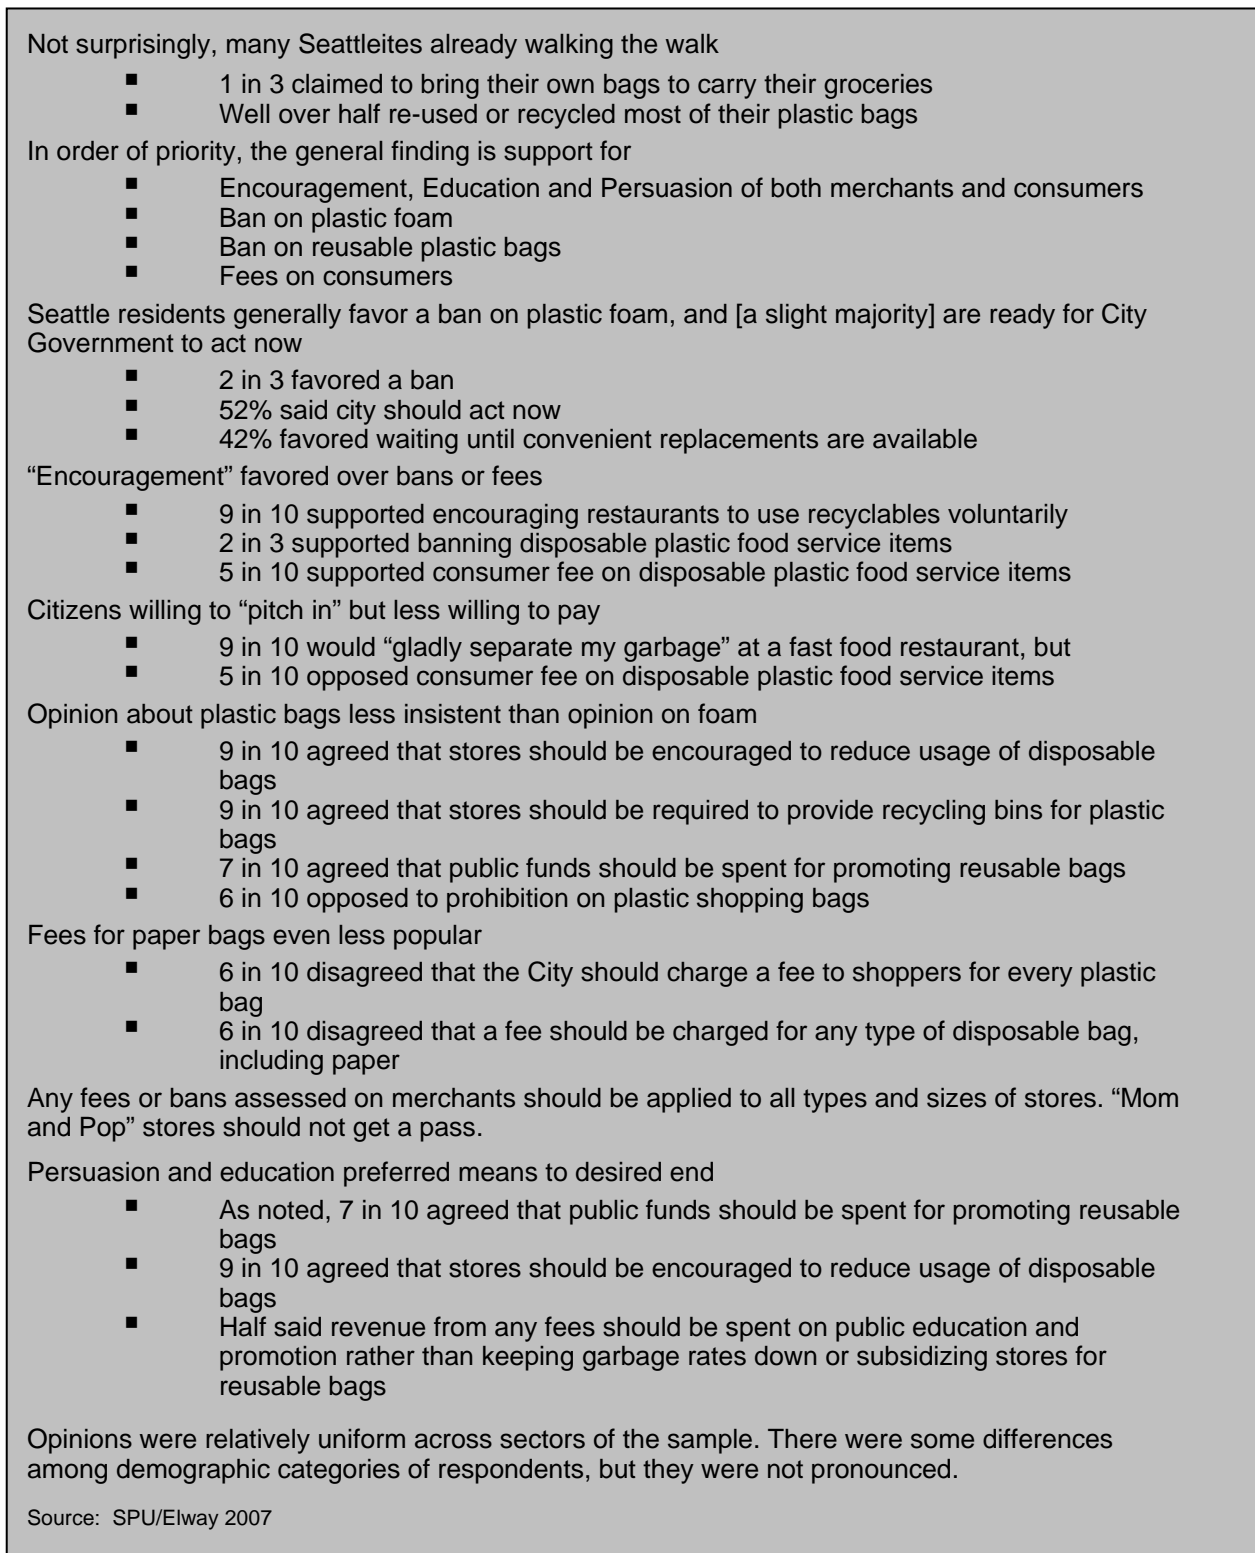 Not surprisingly, many Seattleites already walking the walk
▪ 1 in 3 claimed to bring their own bags to carry their groceries
▪ Well over half re-used or recycled most of their plastic bags
In order of priority, the general finding is support for
▪ Encouragement, Education and Persuasion of both merchants and consumers
▪ Ban on plastic foam
▪ Ban on reusable plastic bags
▪ Fees on consumers
Seattle residents generally favor a ban on plastic foam, and [a slight majority] are ready for City
Government to act now
▪ 2 in 3 favored a ban
▪ 52% said city should act now
▪ 42% favored waiting until convenient replacements are available
“Encouragement” favored over bans or fees
▪ 9 in 10 supported encouraging restaurants to use recyclables voluntarily
▪ 2 in 3 supported banning disposable plastic food service items
▪ 5 in 10 supported consumer fee on disposable plastic food service items
Citizens willing to “pitch in” but less willing to pay
▪ 9 in 10 would “gladly separate my garbage” at a fast food restaurant, but
▪ 5 in 10 opposed consumer fee on disposable plastic food service items
Opinion about plastic bags less insistent than opinion on foam
▪ 9 in 10 agreed that stores should be encouraged to reduce usage of disposable
bags
▪ 9 in 10 agreed that stores should be required to provide recycling bins for plastic
bags
▪ 7 in 10 agreed that public funds should be spent for promoting reusable bags
▪ 6 in 10 opposed to prohibition on plastic shopping bags
Fees for paper bags even less popular
▪ 6 in 10 disagreed that the City should charge a fee to shoppers for every plastic
bag
▪ 6 in 10 disagreed that a fee should be charged for any type of disposable bag,
including paper
Any fees or bans assessed on merchants should be applied to all types and sizes of stores. “Mom
and Pop” stores should not get a pass.
Persuasion and education preferred means to desired end
▪ As noted, 7 in 10 agreed that public funds should be spent for promoting reusable
bags
▪ 9 in 10 agreed that stores should be encouraged to reduce usage of disposable
bags
▪ Half said revenue from any fees should be spent on public education and
promotion rather than keeping garbage rates down or subsidizing stores for
reusable bags
Opinions were relatively uniform across sectors of the sample. There were some differences
among demographic categories of respondents, but they were not pronounced.
Source: SPU/Elway 2007